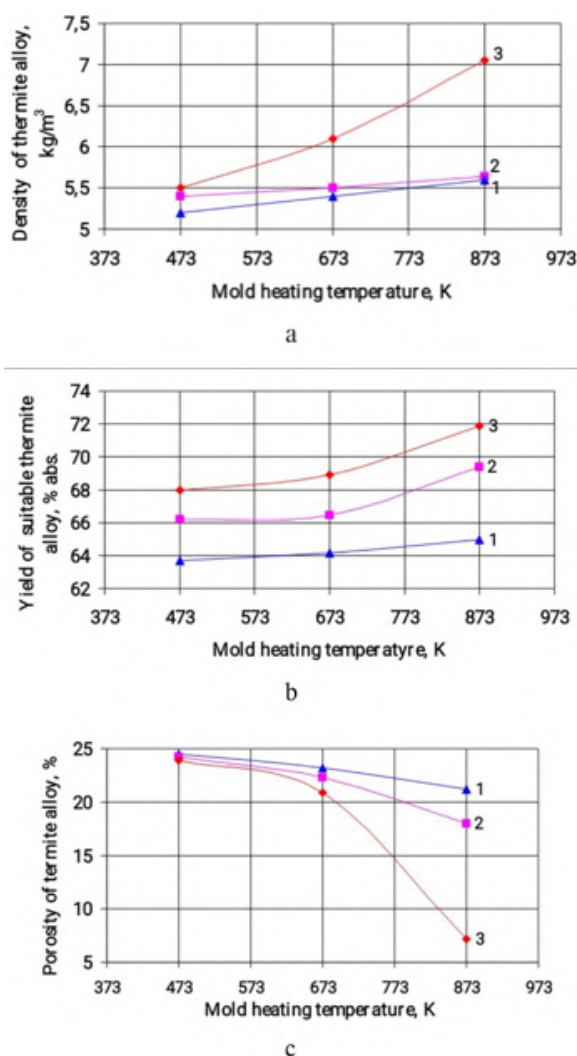 7,5
7
6,5
6
5,5
5
Density of thermite alloy,
kg/m³
3
2
1
373 473 573 673 773 873 973
Mold heating temperature, K
a
74
72
70
68
66
64
62
Yield of suitable thermite
alloy, % abs.
3
2
1
373 473 573 673 773 873 973
Mold heating temperatyre, K
b
25
20
15
10
5
Porosity of termite alloy, %
1
2
3
373 473 573 673 773 873 973
Mold heating temperature, K
c